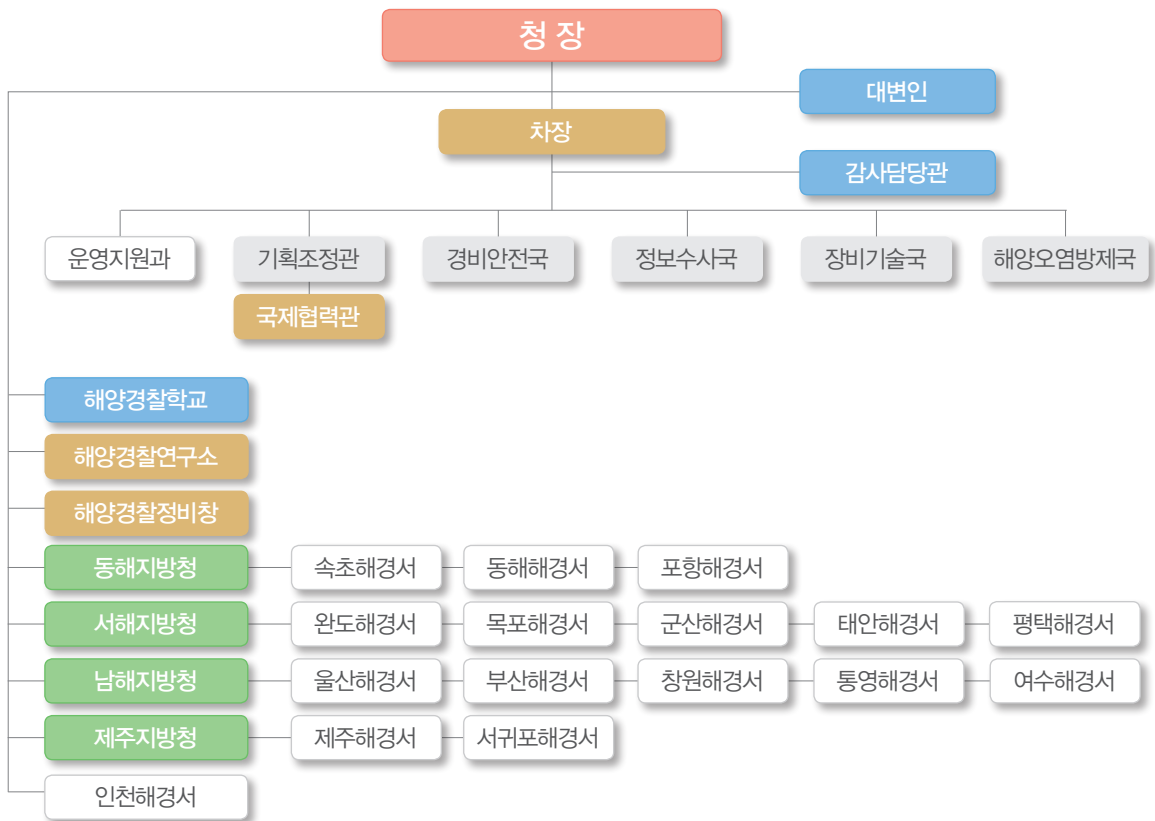 청 장
대변인
차장
감사담당관
운영지원과 기획조정관 경비안전국 정보수사국 장비기술국 해양오염방제국
국제협력관
해양경찰학교
해양경찰연구소
해양경찰정비창
동해지방청 속초해경서 동해해경서 포항해경서
서해지방청 완도해경서 목포해경서 군산해경서 태안해경서 평택해경서
남해지방청 울산해경서 부산해경서 창원해경서 통영해경서 여수해경서
제주지방청 제주해경서 서귀포해경서
인천해경서